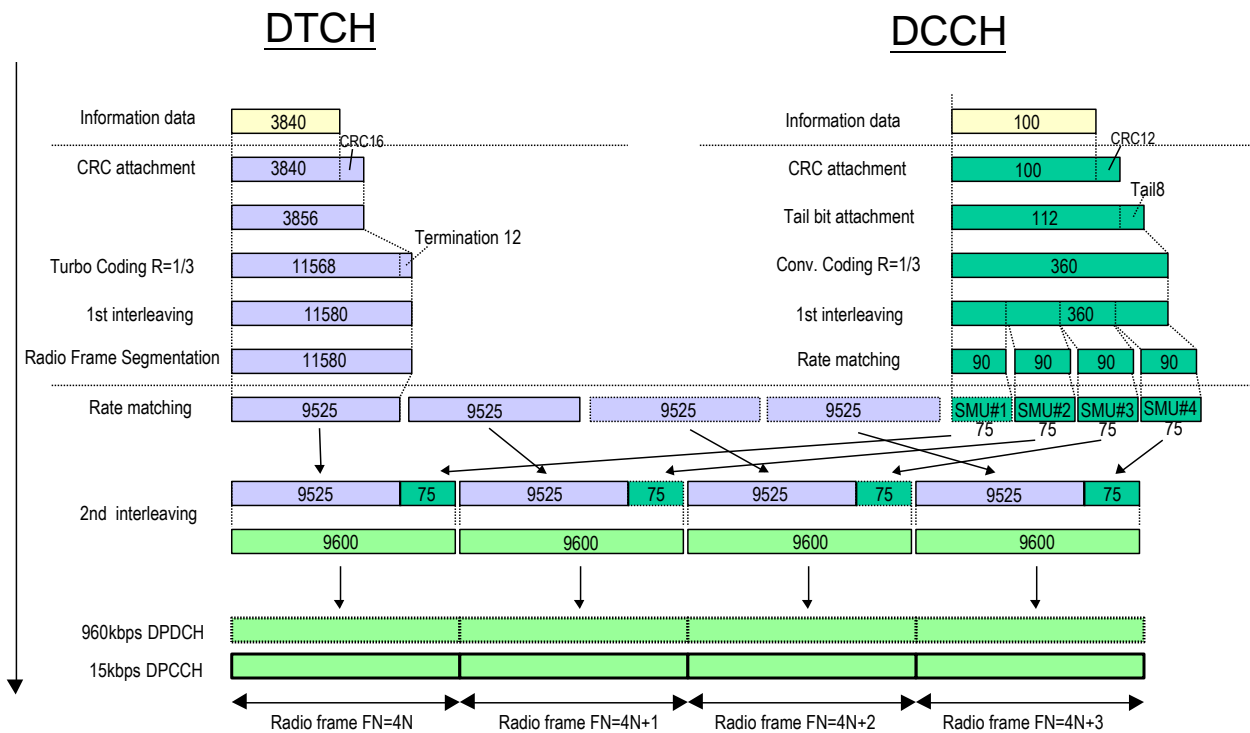 DTCH
DCCH
Information data
3840
Information data
100
CRC16
CRC12
CRC attachment
3840
CRC attachment
100
Tail8
3856
Tail bit attachment
112
Termination 12
Turbo Coding R=1/3
11568
Conv. Coding R=1/3
360
1st interleaving
11580
1st interleaving
360
Radio Frame Segmentation
11580
Rate matching
90
90
90
90
Rate matching
9525
9525
9525
9525
SMU#1
SMU#2
SMU#3
SMU#4
75
75
75
75
9525
75
9525
75
9525
75
9525
75
2nd interleaving
9600
9600
9600
9600
960kbps DPDCH
15kbps DPCCH
Radio frame FN=4N
Radio frame FN=4N+1
Radio frame FN=4N+2
Radio frame FN=4N+3